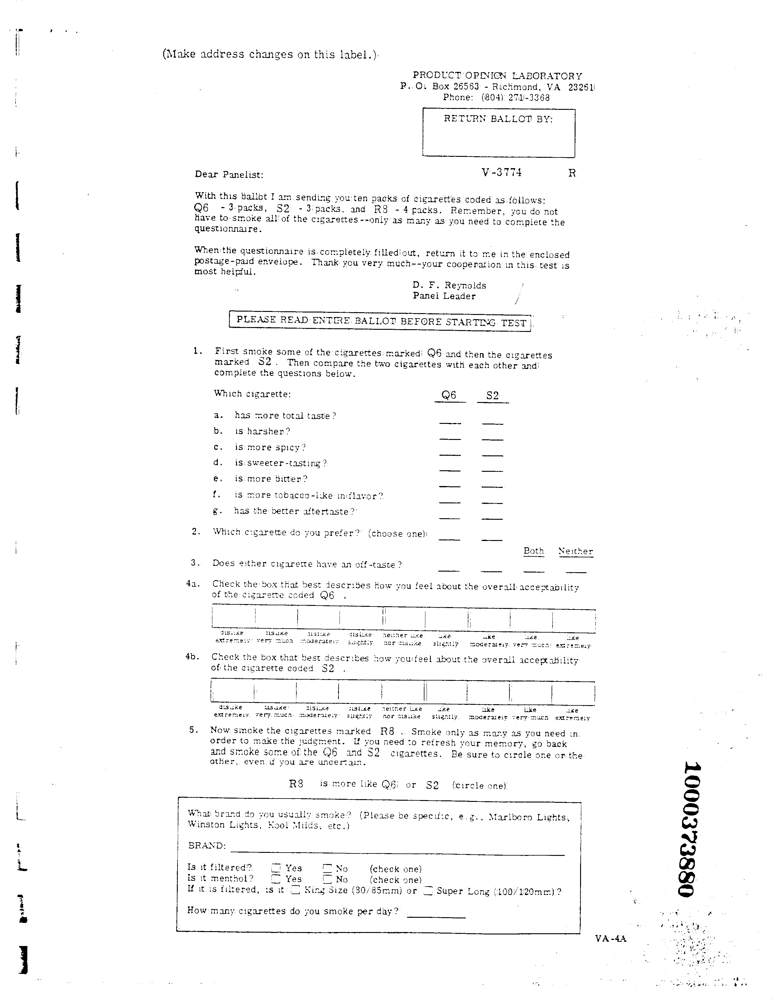 (Make address changes on this label.)
PRODUCT OPINION LABORATORY
P. O. Box 26563 - Richmond, VA 23261
Phone: (804) 271-3368
RETURN BALLOT BY:
Dear Panelist: V-3774 R
With this ballot I am sending you ten packs of cigarettes coded as follows:
Q6 - 3 packs, S2 - 3 packs, and R8 - 4 packs. Remember, you do not
have to smoke all of the cigarettes--only as many as you need to complete the
questionnaire.
When the questionnaire is completely filled out, return it to me in the enclosed
postage-paid envelope. Thank you very much--your cooperation in this test is
most helpful.
D. F. Reynolds
Panel Leader
PLEASE READ ENTIRE BALLOT BEFORE STARTING TEST
1. First smoke some of the cigarettes marked Q6 and then the cigarettes
marked S2 . Then compare the two cigarettes with each other and
complete the questions below.
Which cigarette: Q6 S2
a. has more total taste?
b. is harsher?
c. is more spicy?
d. is sweeter-tasting?
e. is more bitter?
f. is more tobacco-like in flavor?
g. has the better aftertaste?
2. Which cigarette do you prefer? (choose one)
Both Neither
3. Does either cigarette have an off-taste?
4a. Check the box that best describes how you feel about the overall acceptability
of the cigarette coded Q6 .
dislike dislike dislike dislike neither like like like like like
extremely very much moderately slightly nor dislike slightly moderately very much extremely
4b. Check the box that best describes how you feel about the overall acceptability
of the cigarette coded S2 .
dislike dislike dislike dislike neither like like like like like
extremely very much moderately slightly nor dislike slightly moderately very much extremely
5. Now smoke the cigarettes marked R8 . Smoke only as many as you need in
order to make the judgment. If you need to refresh your memory, go back
and smoke some of the Q6 and S2 cigarettes. Be sure to circle one or the
other, even if you are uncertain.
R8 is more like Q6 or S2 (circle one)
What brand do you usually smoke? (Please be specific, e.g., Marlboro Lights,
Winston Lights, Kool Milds, etc.)
BRAND:
Is it filtered? Yes No (check one)
Is it menthol? Yes No (check one)
If it is filtered, is it King Size (80/85mm) or Super Long (100/120mm)?
How many cigarettes do you smoke per day?
VA-4A
1000373880